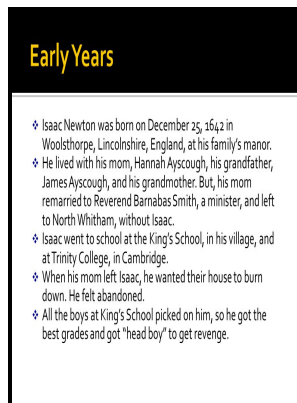 Early Years
❖ Isaac Newton was born on December 25, 1642 in
Woolsthorpe, Lincolnshire, England, at his family's manor.
❖ He lived with his mom, Hannah Ayscough, his grandfather,
James Ayscough, and his grandmother. But, his mom
remarried to Reverend Barnabas Smith, a minister, and left
to North Whitham, without Isaac.
❖ Isaac went to school at the King's School, in his village, and
at Trinity College, in Cambridge.
❖ When his mom left Isaac, he wanted their house to burn
down. He felt abandoned.
❖ All the boys at King's School picked on him, so he got the
best grades and got "head boy" to get revenge.